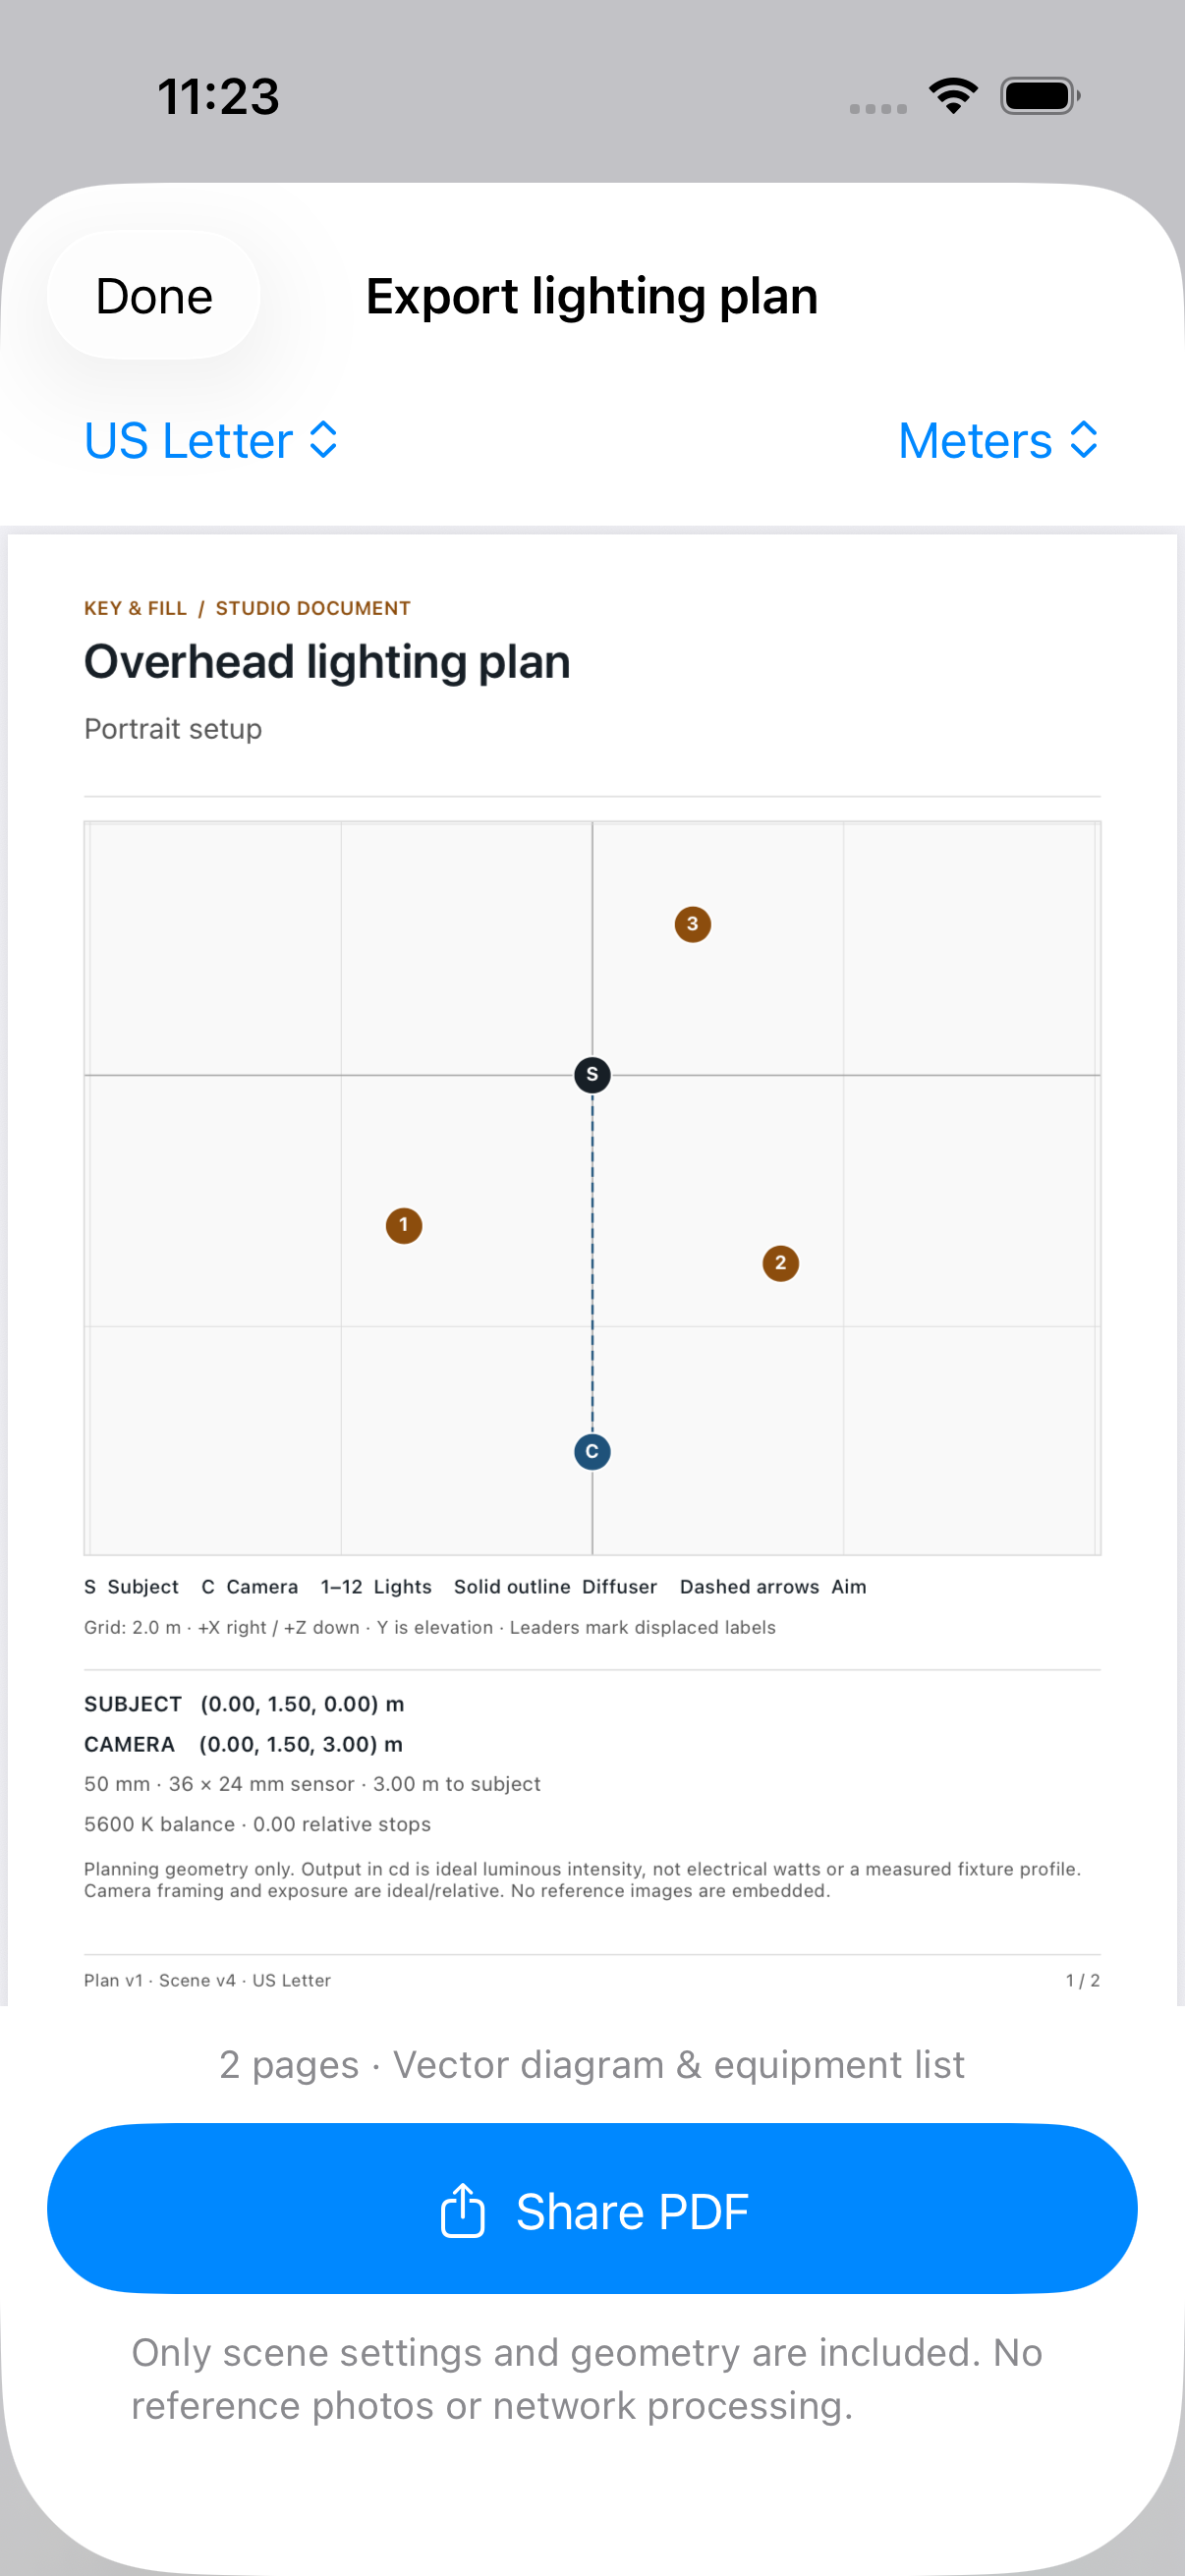 11:23
Done
Export lighting plan
US Letter
Meters
KEY & FILL / STUDIO DOCUMENT
Overhead lighting plan
Portrait setup
3
S
1
2
C
S Subject C Camera 1–12 Lights Solid outline Diffuser Dashed arrows Aim
Grid: 2.0 m · +X right / +Z down · Y is elevation · Leaders mark displaced labels
SUBJECT (0.00, 1.50, 0.00) m
CAMERA (0.00, 1.50, 3.00) m
50 mm · 36 × 24 mm sensor · 3.00 m to subject
5600 K balance · 0.00 relative stops
Planning geometry only. Output in cd is ideal luminous intensity, not electrical watts or a measured fixture profile.
Camera framing and exposure are ideal/relative. No reference images are embedded.
Plan v1 · Scene v4 · US Letter
1 / 2
2 pages · Vector diagram & equipment list
Share PDF
Only scene settings and geometry are included. No
reference photos or network processing.